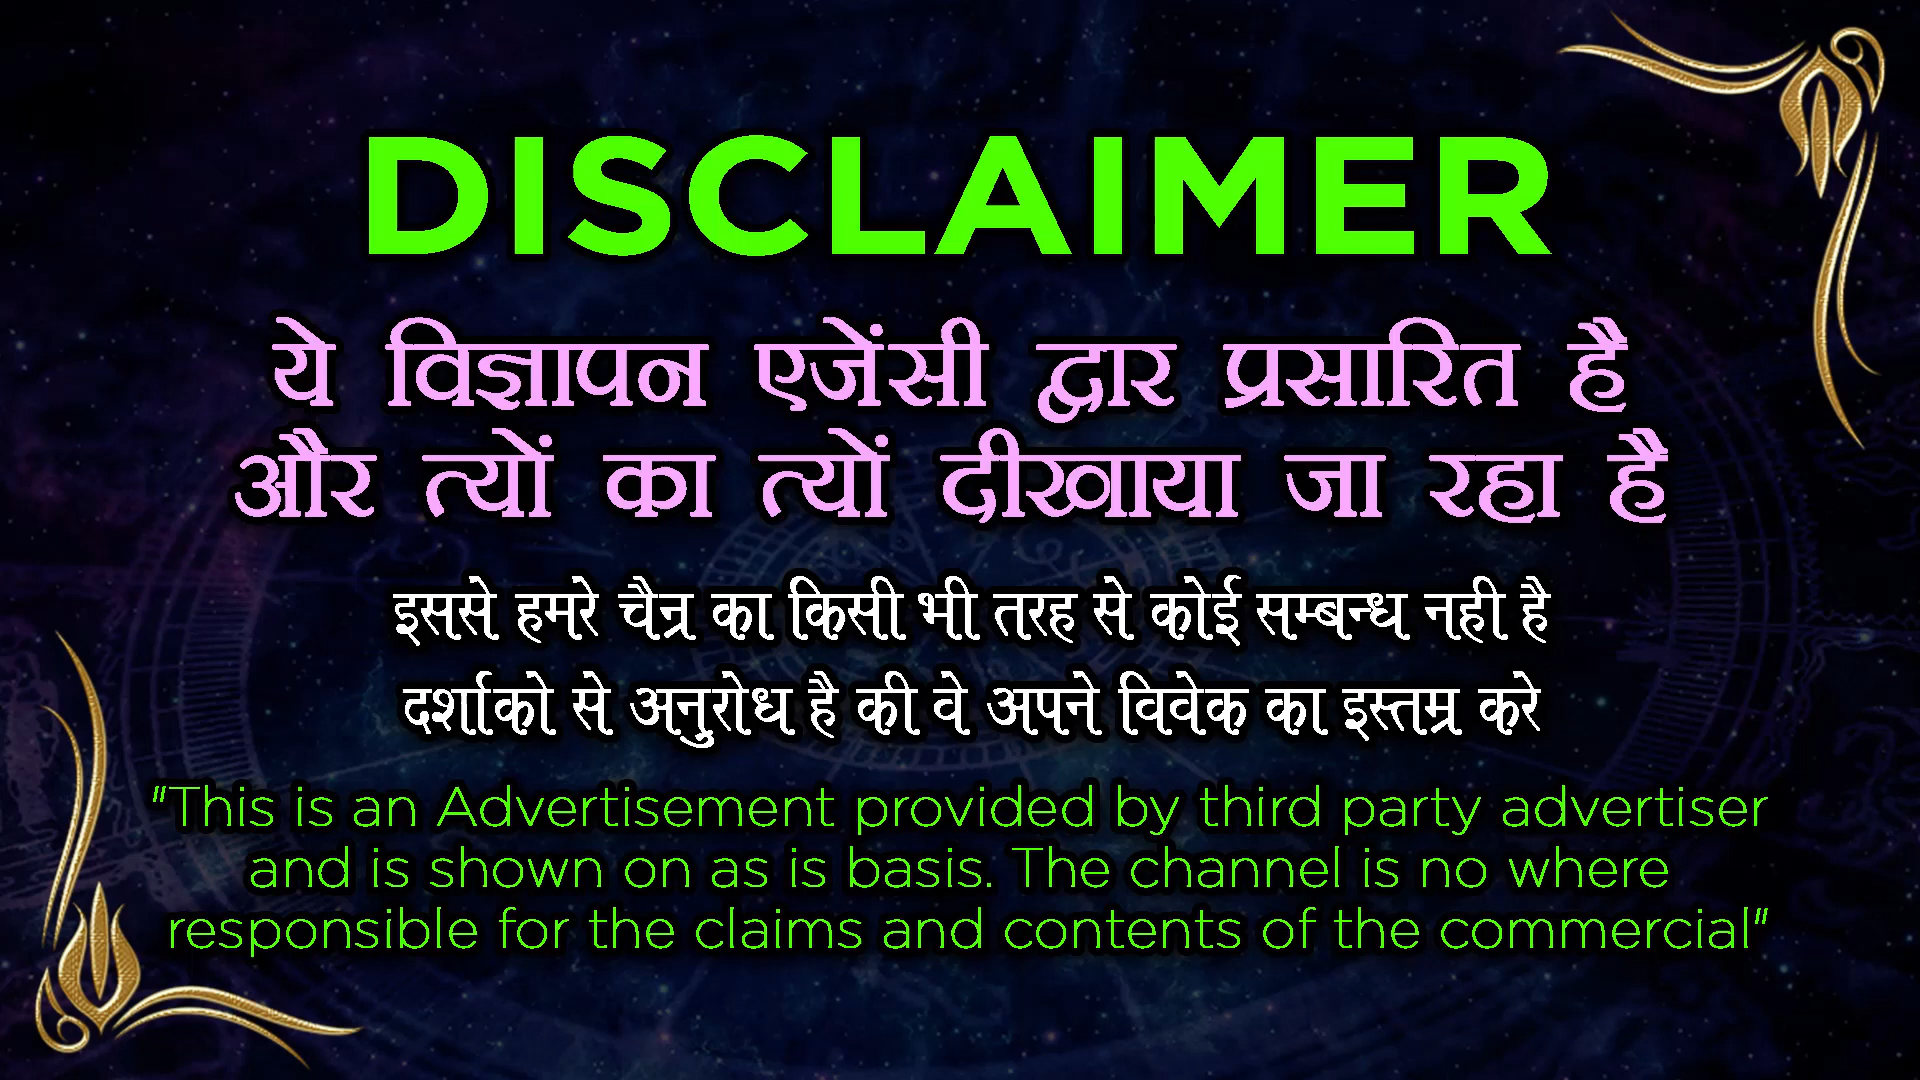 DISCLAIMER
ये विज्ञापन एजेंसी द्वार प्रसारित है
और त्यों का त्यों दीखाया जा रहा है
इससे हमरे चैन्र का किसी भी तरह से कोई सम्बन्ध नही है
दर्शाको से अनुरोध है की वे अपने विवेक का इस्तम्र करे
"This is an Advertisement provided by third party advertiser
and is shown on as is basis. The channel is no where
responsible for the claims and contents of the commercial"